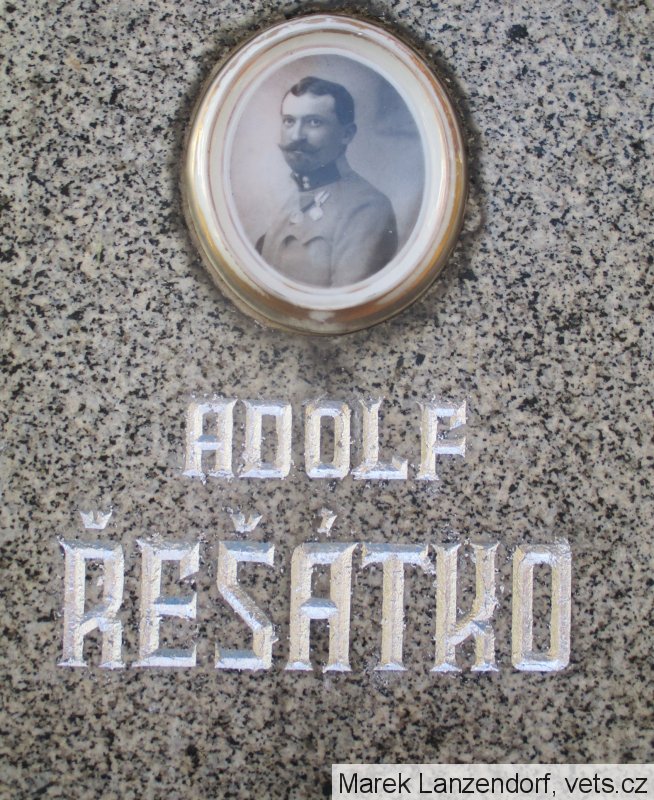 ADOLF
ŘEŠÁTKO
Marek Lanzendorf, vets.cz